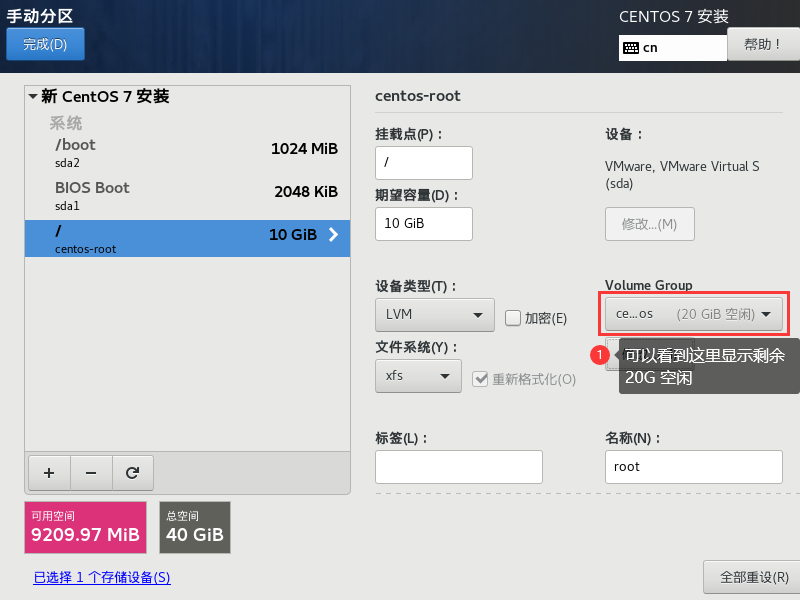 手动分区
CENTOS 7 安装
完成(D)
cn
帮助！
新 CentOS 7 安装
系统
/boot
1024 MiB
sda2
BIOS Boot
2048 KiB
sda1
/
10 GiB
centos-root
centos-root
挂载点(P)：
/
期望容量(D)：
10 GiB
设备：
VMware, VMware Virtual S
(sda)
修改...(M)
设备类型(T)：
LVM
加密(E)
Volume Group
ce...os (20 GiB 空闲)
文件系统(Y)：
xfs
重新格式化(O)
1
可以看到这里显示剩余
20G 空闲
标签(L)：
名称(N)：
root
可用空间
9209.97 MiB
总空间
40 GiB
已选择 1 个存储设备(S)
全部重设(R)